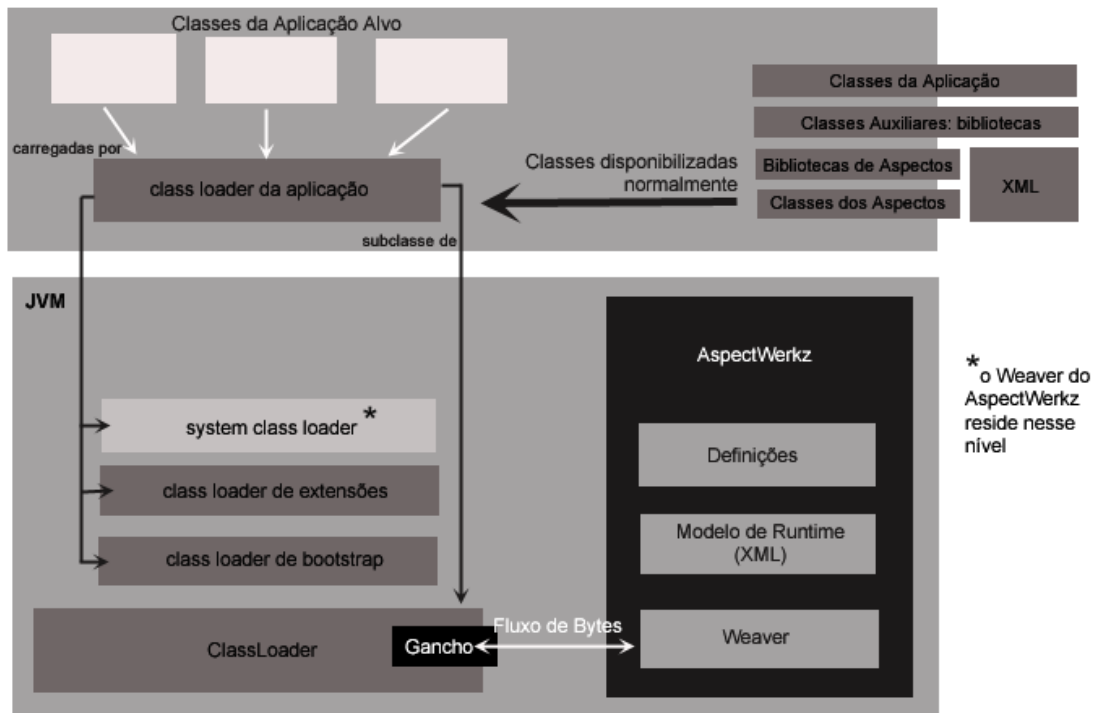 Classes da Aplicação Alvo
carregadas por
class loader da aplicação
subclasse de
Classes disponibilizadas
normalmente
Classes da Aplicação
Classes Auxiliares: bibliotecas
Bibliotecas de Aspectos
Classes dos Aspectos
XML
JVM
system class loader *
class loader de extensões
class loader de bootstrap
ClassLoader
Gancho
Fluxo de Bytes
AspectWerkz
Definições
Modelo de Runtime
(XML)
Weaver
*o Weaver do
AspectWerkz
reside nesse
nível